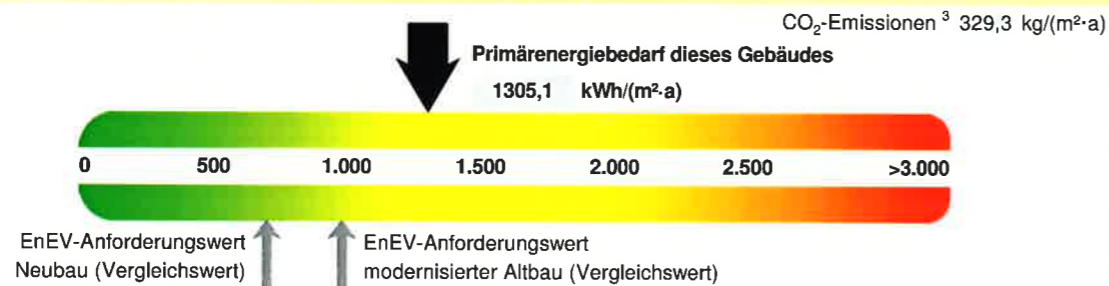 CO₂-Emissionen ³ 329,3 kg/(m²·a)
Primärenergiebedarf dieses Gebäudes
1305,1 kWh/(m²·a)
0 500 1.000 1.500 2.000 2.500 >3.000
EnEV-Anforderungswert
Neubau (Vergleichswert)
EnEV-Anforderungswert
modernisierter Altbau (Vergleichswert)